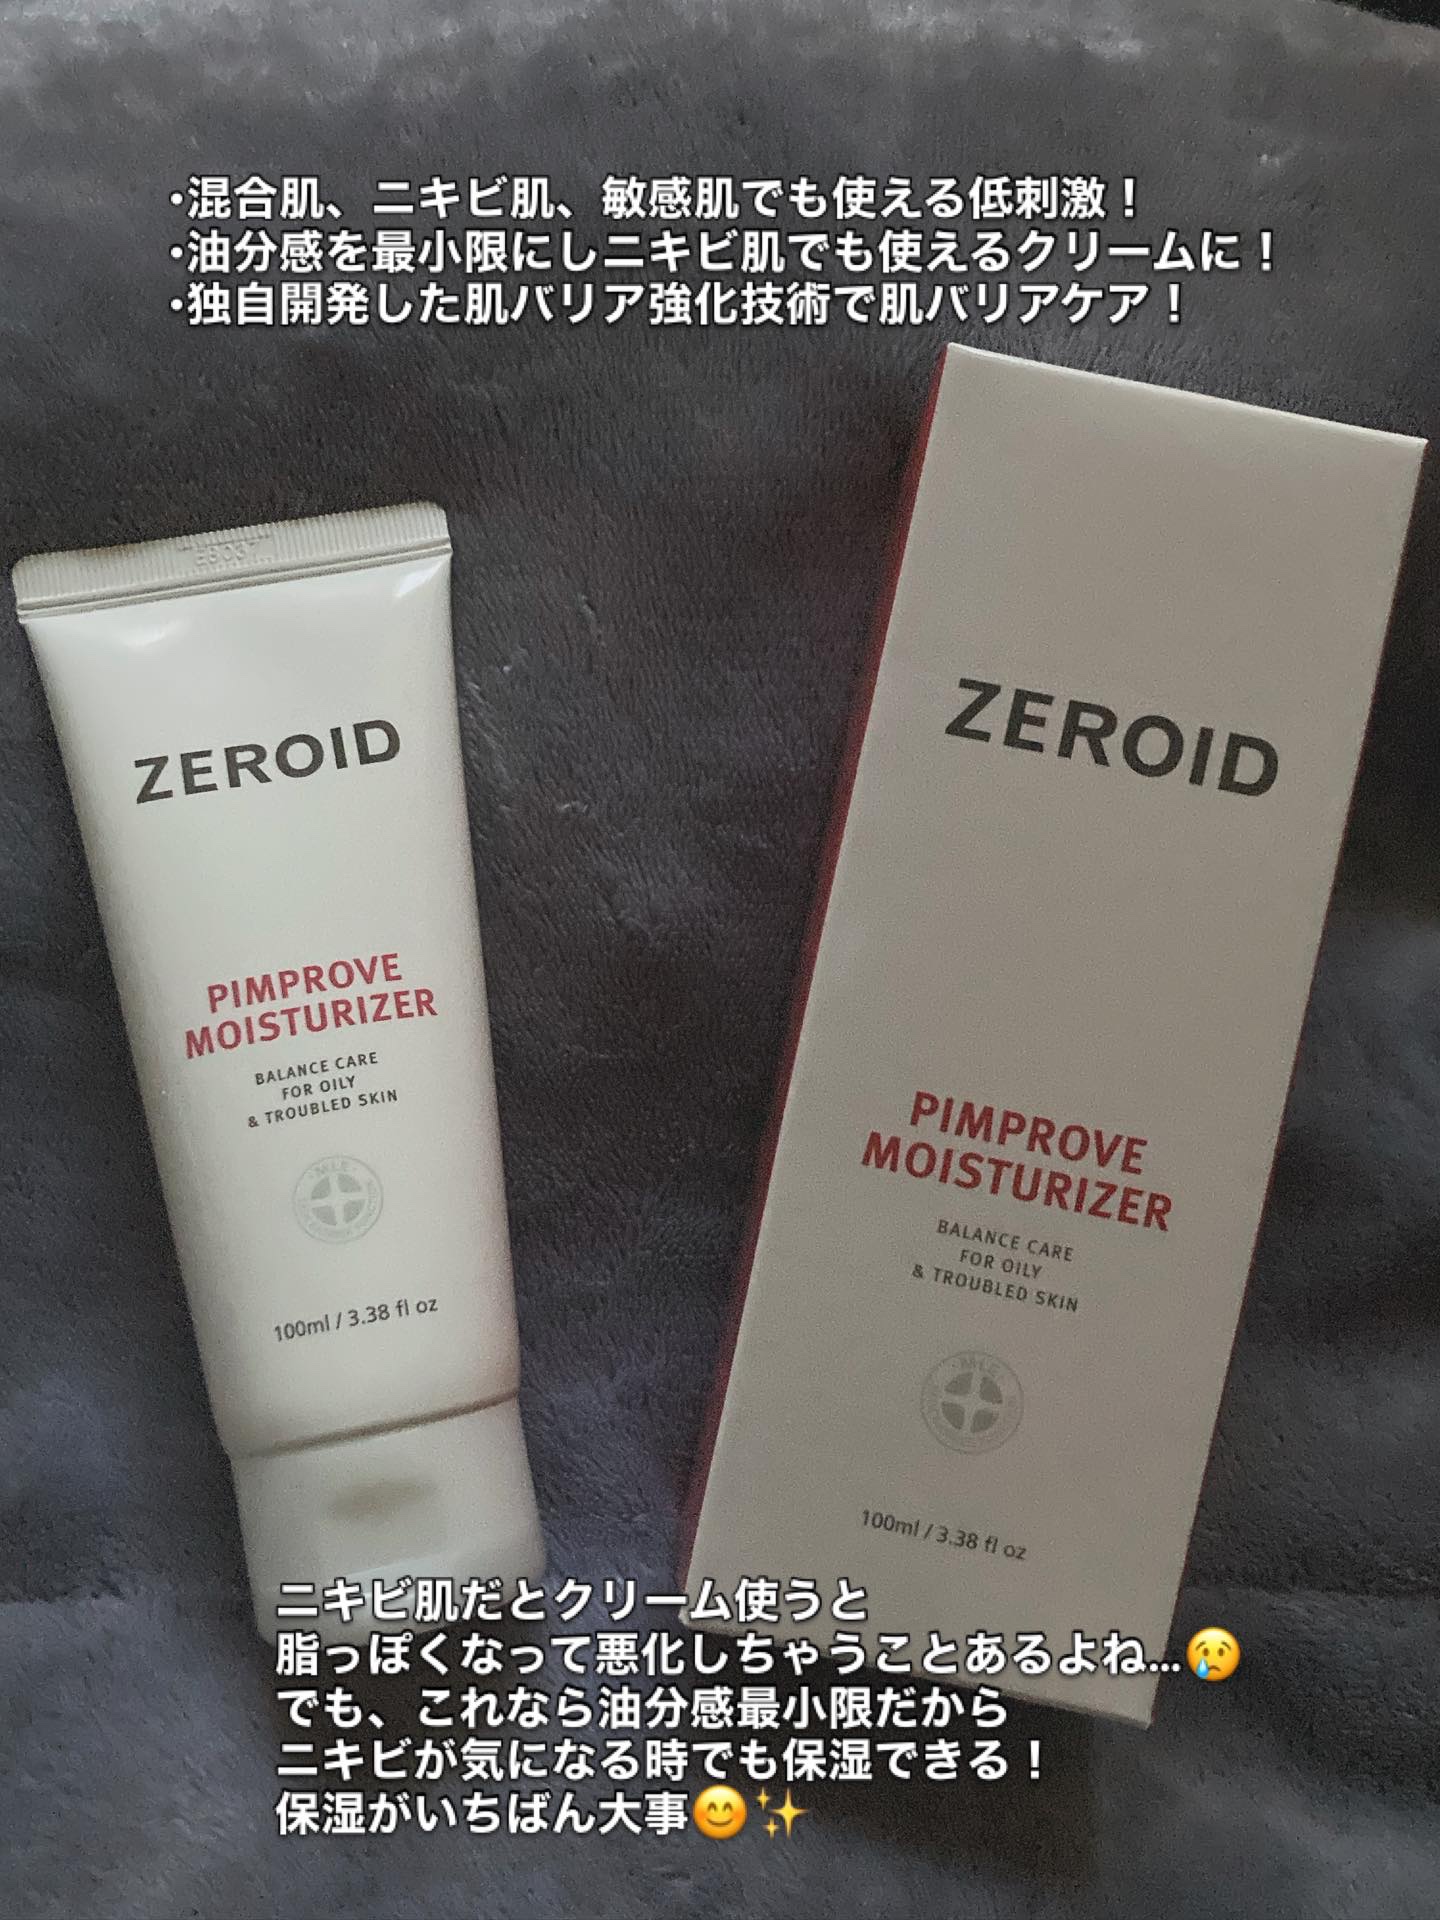 •混合肌、ニキビ肌、敏感肌でも使える低刺激！
•油分感を最小限にしニキビ肌でも使えるクリームに！
•独自開発した肌バリア強化技術で肌バリアケア！
ZEROID
PIMPROVE
MOISTURIZER
BALANCE CARE
FOR OILY
& TROUBLED SKIN
MLE
100ml / 3.38 fl oz
ZEROID
PIMPROVE
MOISTURIZER
BALANCE CARE
FOR OILY
& TROUBLED SKIN
MLE
100ml / 3.38 fl oz
ニキビ肌だとクリーム使うと
脂っぽくなって悪化しちゃうことあるよね...😢
でも、これなら油分感最小限だから
ニキビが気になる時でも保湿できる！
保湿がいちばん大事😊✨